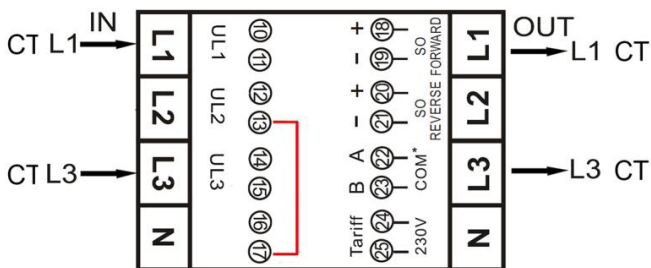 IN
CT L1
CT L3
L1
L2
L3
N
UL1
UL2
UL3
10
11
12
13
14
15
16
17
+ 18
- 19
SO FORWARD
+ 20
- 21
SO REVERSE
A 22
B 23
COM*
Tariff
24
25
230V
L1
L2
L3
N
OUT
L1 CT
L3 CT